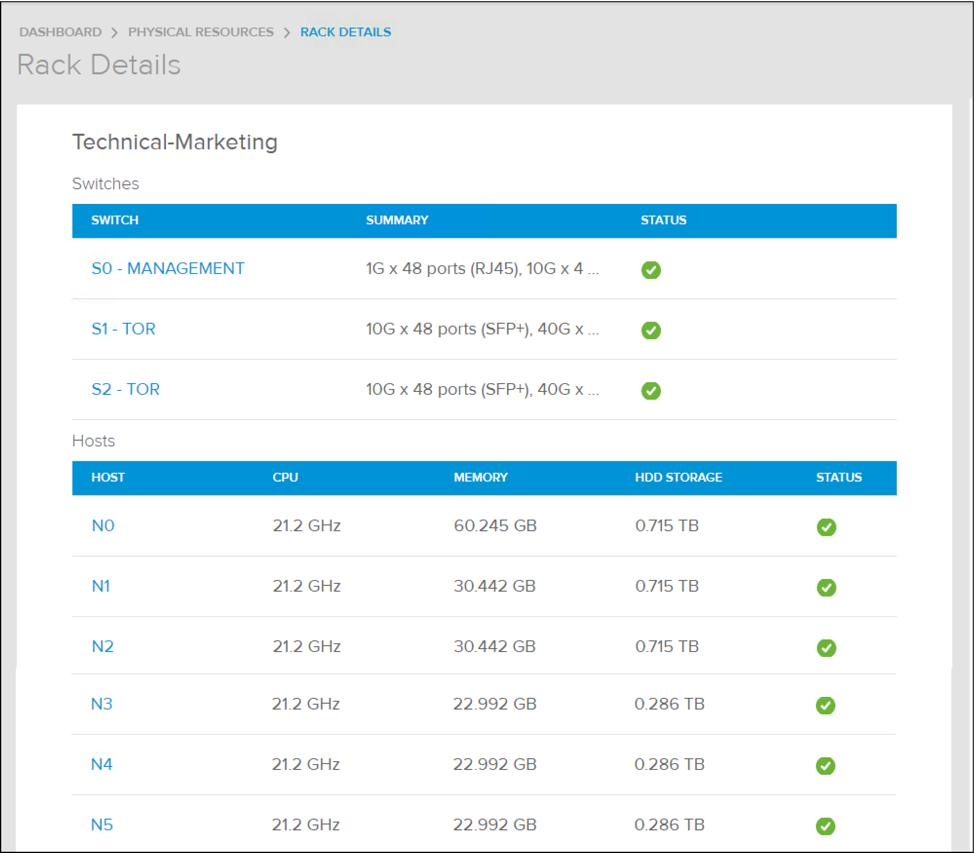 DASHBOARD > PHYSICAL RESOURCES > RACK DETAILS
Rack Details
Technical-Marketing
Switches
SWITCH SUMMARY STATUS
S0 - MANAGEMENT 1G x 48 ports (RJ45), 10G x 4 ...
S1 - TOR 10G x 48 ports (SFP+), 40G x ...
S2 - TOR 10G x 48 ports (SFP+), 40G x ...
Hosts
HOST CPU MEMORY HDD STORAGE STATUS
N0 21.2 GHz 60.245 GB 0.715 TB
N1 21.2 GHz 30.442 GB 0.715 TB
N2 21.2 GHz 30.442 GB 0.715 TB
N3 21.2 GHz 22.992 GB 0.286 TB
N4 21.2 GHz 22.992 GB 0.286 TB
N5 21.2 GHz 22.992 GB 0.286 TB